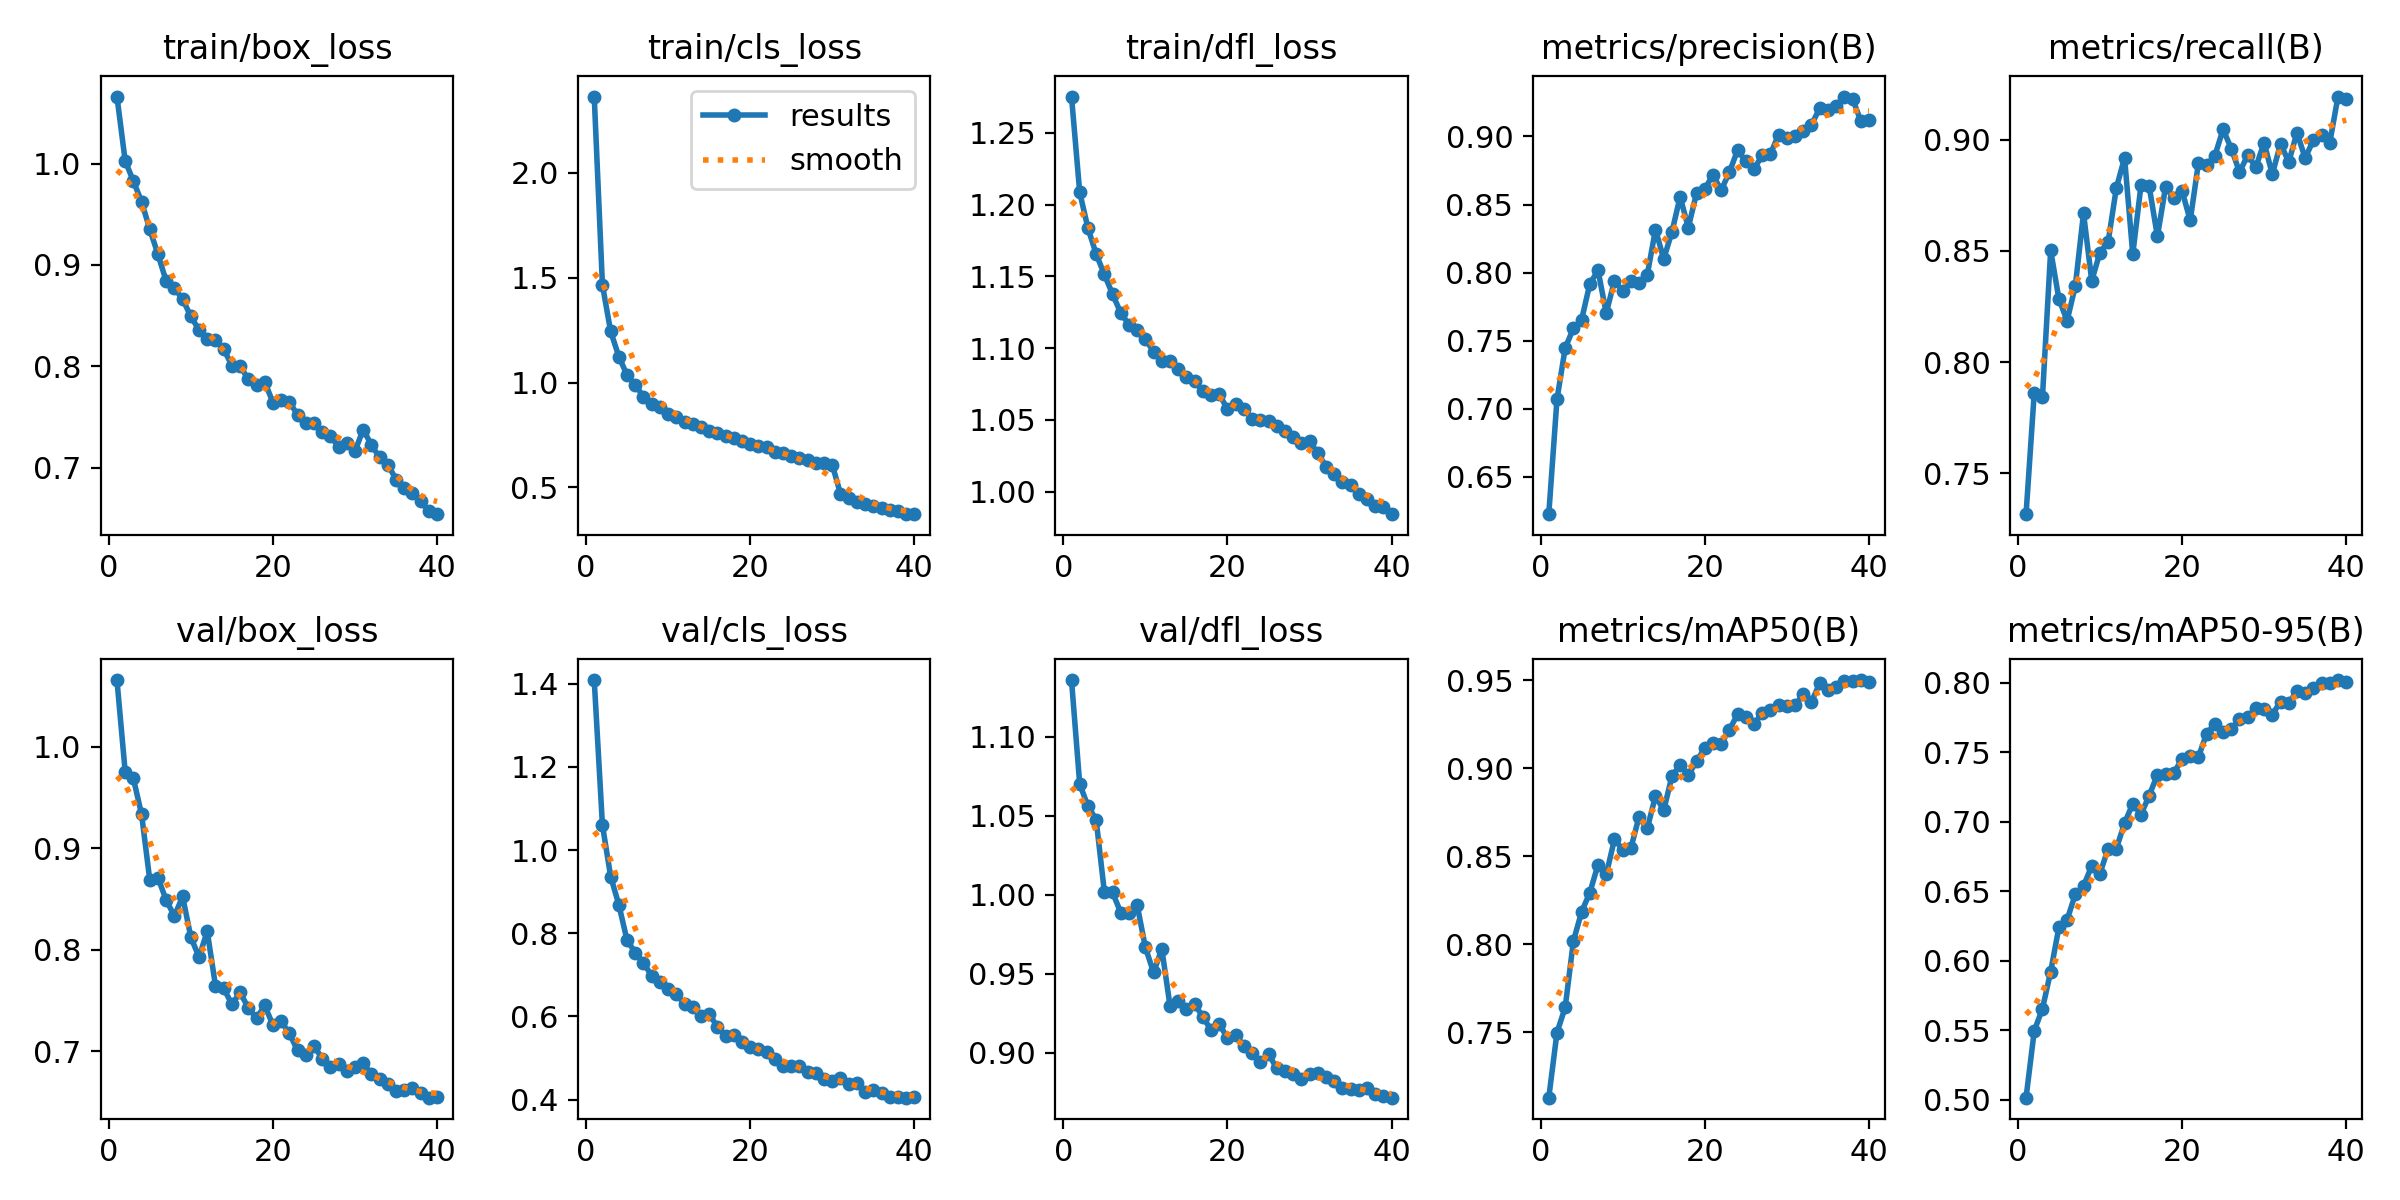 train/box_loss
1.0
0.9
0.8
0.7
0 20 40
train/cls_loss
results
smooth
2.0
1.5
1.0
0.5
0 20 40
train/dfl_loss
1.25
1.20
1.15
1.10
1.05
1.00
0 20 40
metrics/precision(B)
0.90
0.85
0.80
0.75
0.70
0.65
0 20 40
metrics/recall(B)
0.90
0.85
0.80
0.75
0 20 40
val/box_loss
1.0
0.9
0.8
0.7
0 20 40
val/cls_loss
1.4
1.2
1.0
0.8
0.6
0.4
0 20 40
val/dfl_loss
1.10
1.05
1.00
0.95
0.90
0 20 40
metrics/mAP50(B)
0.95
0.90
0.85
0.80
0.75
0 20 40
metrics/mAP50-95(B)
0.80
0.75
0.70
0.65
0.60
0.55
0.50
0 20 40